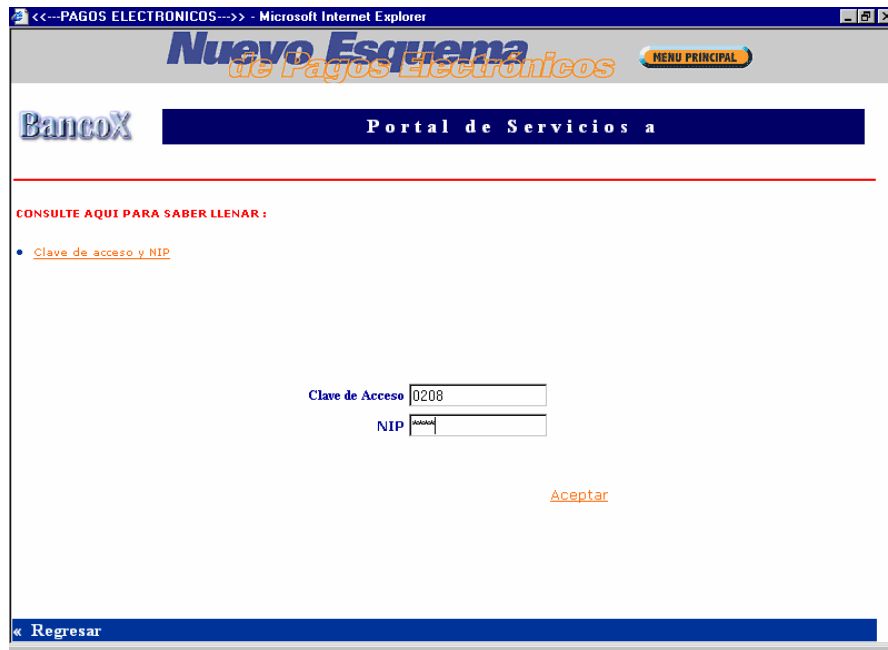 <<---PAGOS ELECTRONICOS--->> - Microsoft Internet Explorer
Nuevo Esquema
de Pagos Electrónicos
MENU PRINCIPAL
BancoX
Portal de Servicios a
CONSULTE AQUI PARA SABER LLENAR :
Clave de acceso y NIP
Clave de Acceso 0208
NIP ****
Aceptar
« Regresar